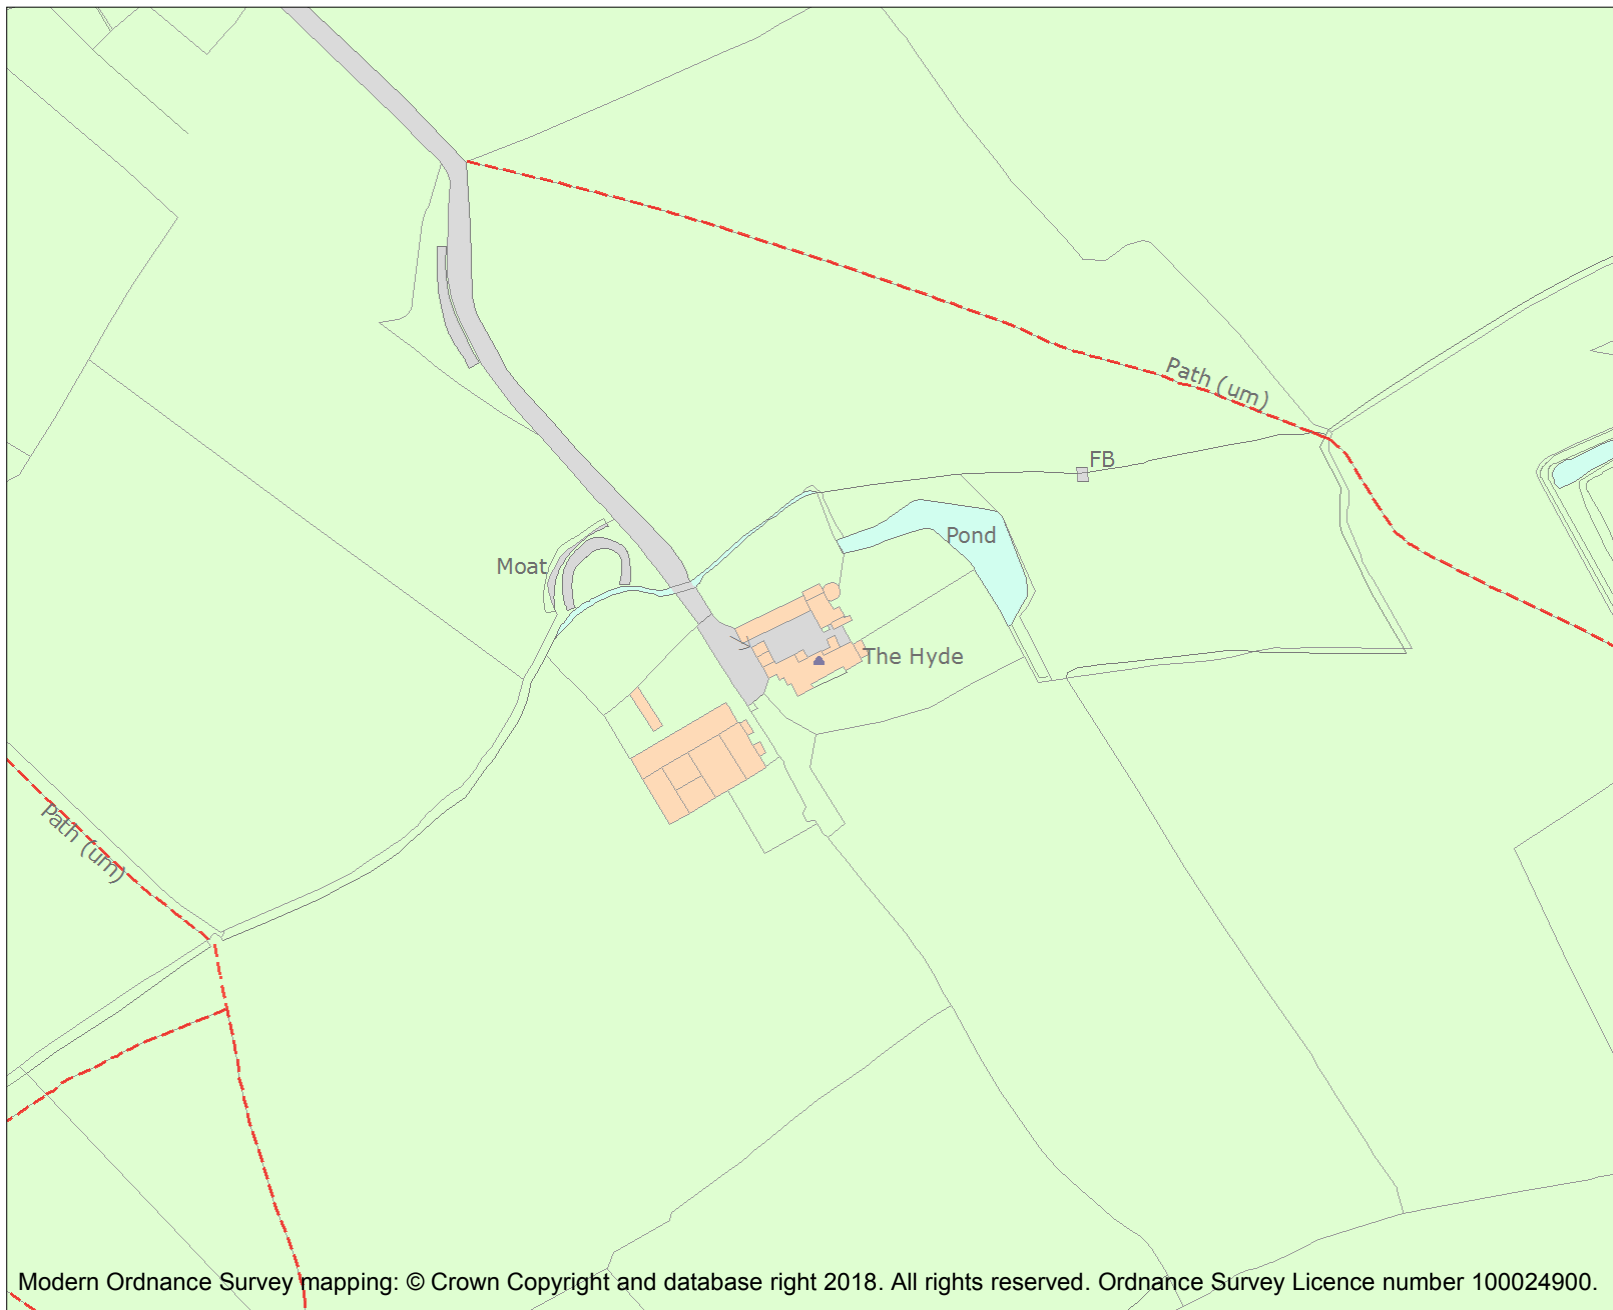 Path (um)
FB
Pond
Moat
The Hyde
Path (um)
Modern Ordnance Survey mapping: © Crown Copyright and database right 2018. All rights reserved. Ordnance Survey Licence number 100024900.